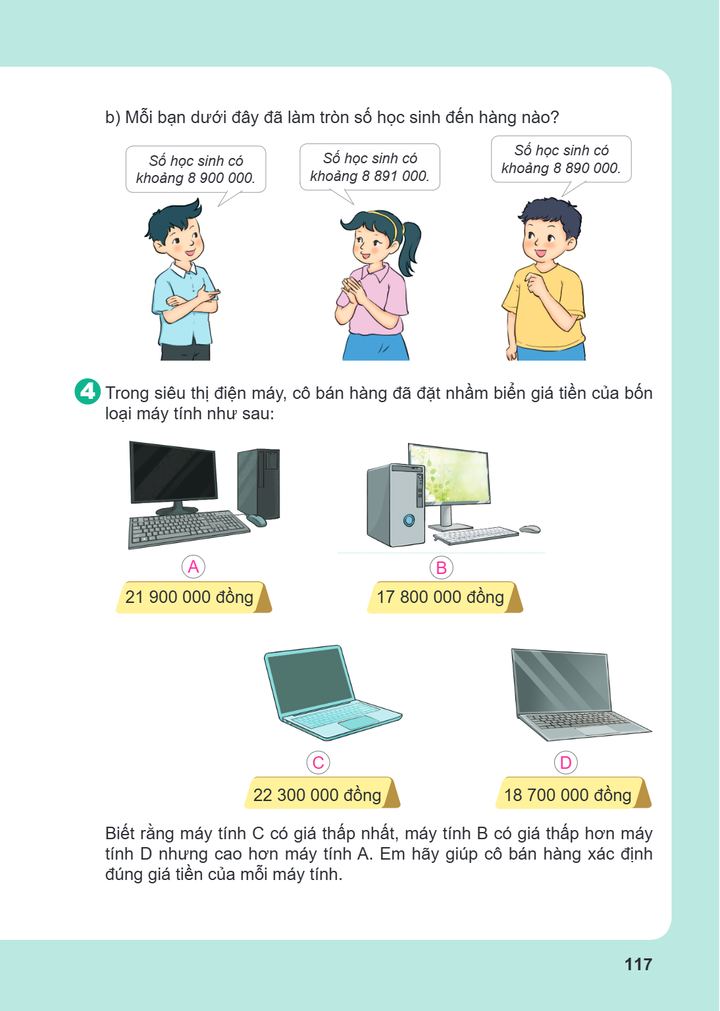 b) Mỗi bạn dưới đây đã làm tròn số học sinh đến hàng nào?
Số học sinh có
khoảng 8 900 000.
Số học sinh có
khoảng 8 891 000.
Số học sinh có
khoảng 8 890 000.
4 Trong siêu thị điện máy, cô bán hàng đã đặt nhầm biển giá tiền của bốn
loại máy tính như sau:
A
21 900 000 đồng
B
17 800 000 đồng
C
22 300 000 đồng
D
18 700 000 đồng
Biết rằng máy tính C có giá thấp nhất, máy tính B có giá thấp hơn máy
tính D nhưng cao hơn máy tính A. Em hãy giúp cô bán hàng xác định
đúng giá tiền của mỗi máy tính.
117